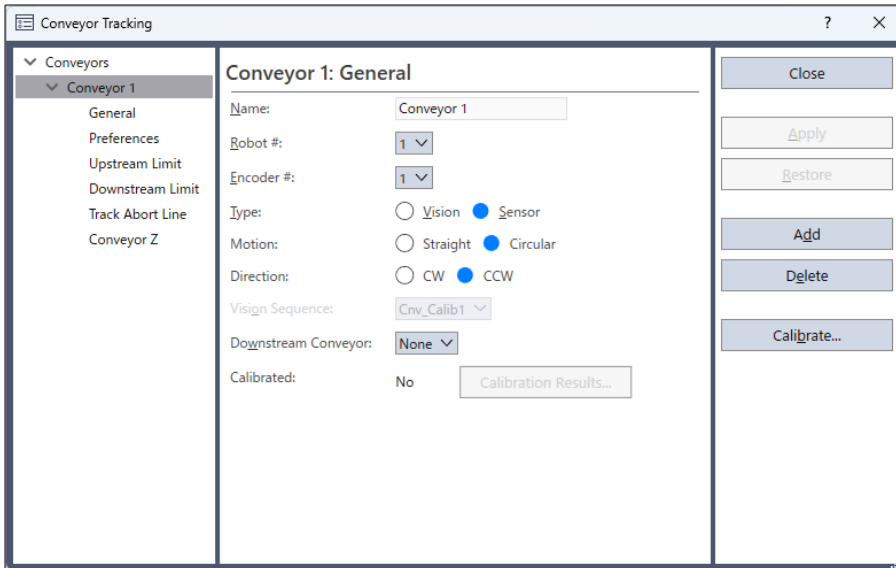 Conveyor Tracking
?
Conveyors
Conveyor 1
General
Preferences
Upstream Limit
Downstream Limit
Track Abort Line
Conveyor Z
Conveyor 1: General
Name: Conveyor 1
Robot #: 1
Encoder #: 1
Type: Vision Sensor
Motion: Straight Circular
Direction: CW CCW
Vision Sequence: Cnv_Calib1
Downstream Conveyor: None
Calibrated: No Calibration Results...
Close
Apply
Restore
Add
Delete
Calibrate...